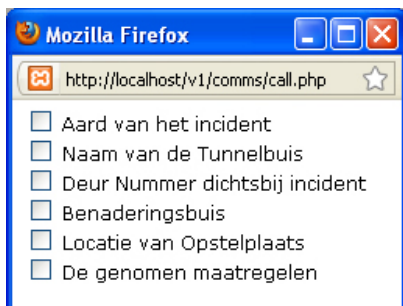 Mozilla Firefox
http://localhost/v1/comms/call.php
Aard van het incident
Naam van de Tunnelbuis
Deur Nummer dichtsbij incident
Benaderingsbuis
Locatie van Opstelplaats
De genomen maatregelen